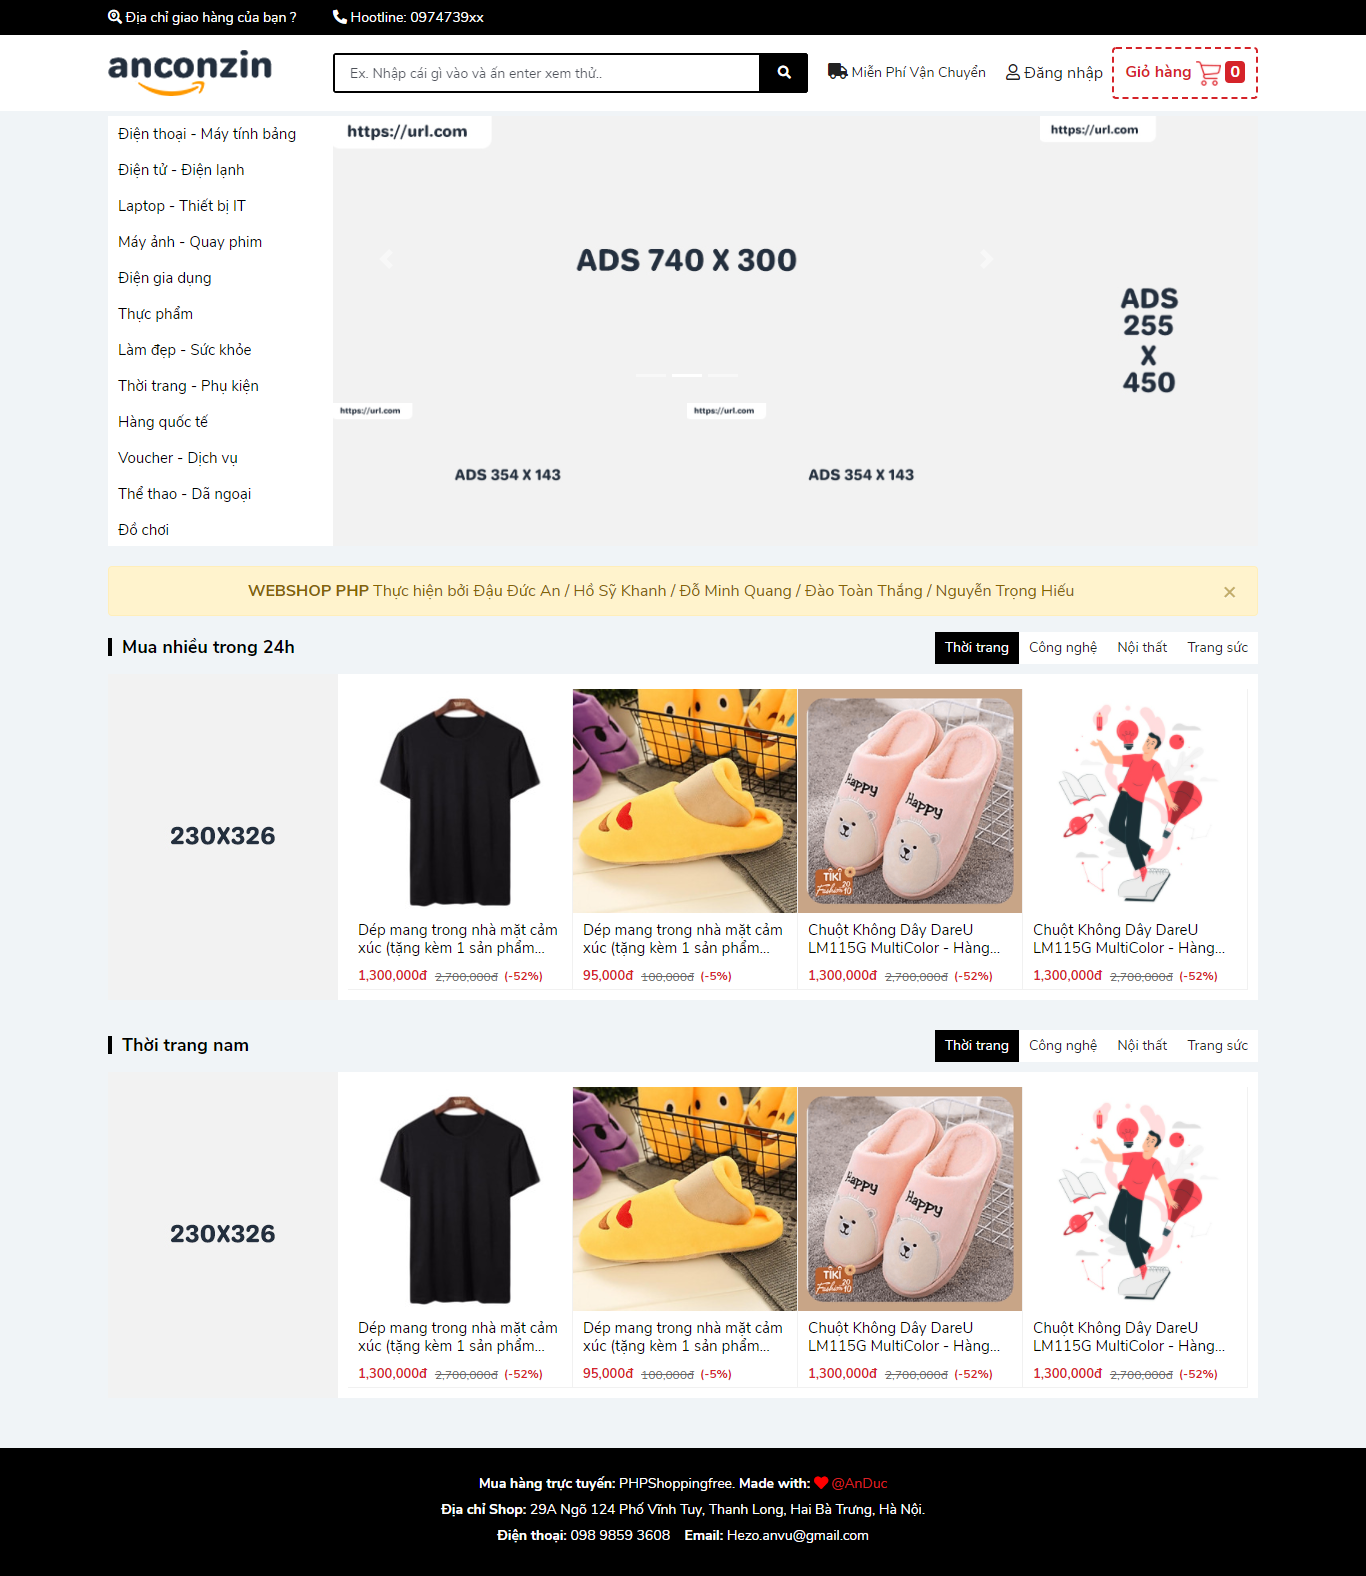 Địa chỉ giao hàng của bạn ?
Hootline: 0974739xx
anconzin
Ex. Nhập cái gì vào và ấn enter xem thử..
Miễn Phí Vận Chuyển
Đăng nhập
Giỏ hàng 0
Điện thoại - Máy tính bảng
Điện tử - Điện lạnh
Laptop - Thiết bị IT
Máy ảnh - Quay phim
Điện gia dụng
Thực phẩm
Làm đẹp - Sức khỏe
Thời trang - Phụ kiện
Hàng quốc tế
Voucher - Dịch vụ
Thể thao - Dã ngoại
Đồ chơi
https://url.com
ADS 740 X 300
https://url.com
ADS 354 X 143
https://url.com
ADS 354 X 143
https://url.com
ADS
255
X
450
WEBSHOP PHP Thực hiện bởi Đậu Đức An / Hồ Sỹ Khanh / Đỗ Minh Quang / Đào Toàn Thắng / Nguyễn Trọng Hiếu
×
Mua nhiều trong 24h
Thời trang
Công nghệ
Nội thất
Trang sức
230X326
Dép mang trong nhà mặt cảm
xúc (tặng kèm 1 sản phẩm...
1,300,000đ 2,700,000đ (-52%)
Dép mang trong nhà mặt cảm
xúc (tặng kèm 1 sản phẩm...
95,000đ 100,000đ (-5%)
Happy
Happy
TIKI
Fashion 2010
Chuột Không Dây DareU
LM115G MultiColor - Hàng...
1,300,000đ 2,700,000đ (-52%)
Chuột Không Dây DareU
LM115G MultiColor - Hàng...
1,300,000đ 2,700,000đ (-52%)
Thời trang nam
Thời trang
Công nghệ
Nội thất
Trang sức
230X326
Dép mang trong nhà mặt cảm
xúc (tặng kèm 1 sản phẩm...
1,300,000đ 2,700,000đ (-52%)
Dép mang trong nhà mặt cảm
xúc (tặng kèm 1 sản phẩm...
95,000đ 100,000đ (-5%)
Happy
Happy
TIKI
Fashion 2010
Chuột Không Dây DareU
LM115G MultiColor - Hàng...
1,300,000đ 2,700,000đ (-52%)
Chuột Không Dây DareU
LM115G MultiColor - Hàng...
1,300,000đ 2,700,000đ (-52%)
Mua hàng trực tuyến: PHPShoppingfree. Made with: @AnDuc
Địa chỉ Shop: 29A Ngõ 124 Phố Vĩnh Tuy, Thanh Long, Hai Bà Trưng, Hà Nội.
Điện thoại: 098 9859 3608 Email: Hezo.anvu@gmail.com